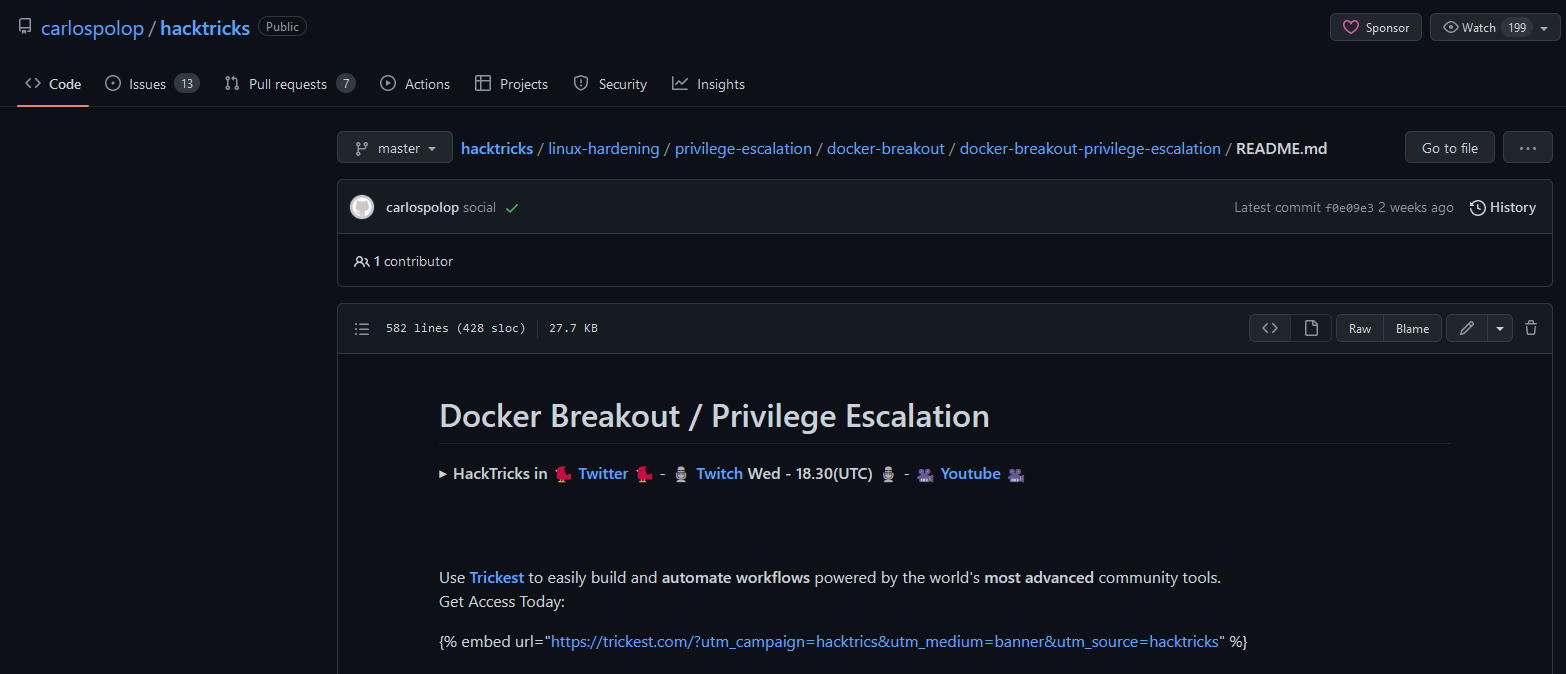 carlospolop / hacktricks Public
Sponsor
Watch 199
Code
Issues 13
Pull requests 7
Actions
Projects
Security
Insights
master
hacktricks / linux-hardening / privilege-escalation / docker-breakout / docker-breakout-privilege-escalation / README.md
Go to file
...
carlospolop social
Latest commit f0e09e3 2 weeks ago
History
1 contributor
582 lines (428 sloc)
27.7 KB
Raw
Blame
Docker Breakout / Privilege Escalation
HackTricks in Twitter - Twitch Wed - 18.30(UTC) - Youtube
Use Trickest to easily build and automate workflows powered by the world's most advanced community tools.
Get Access Today:
{% embed url="https://trickest.com/?utm_campaign=hacktrics&utm_medium=banner&utm_source=hacktricks" %}